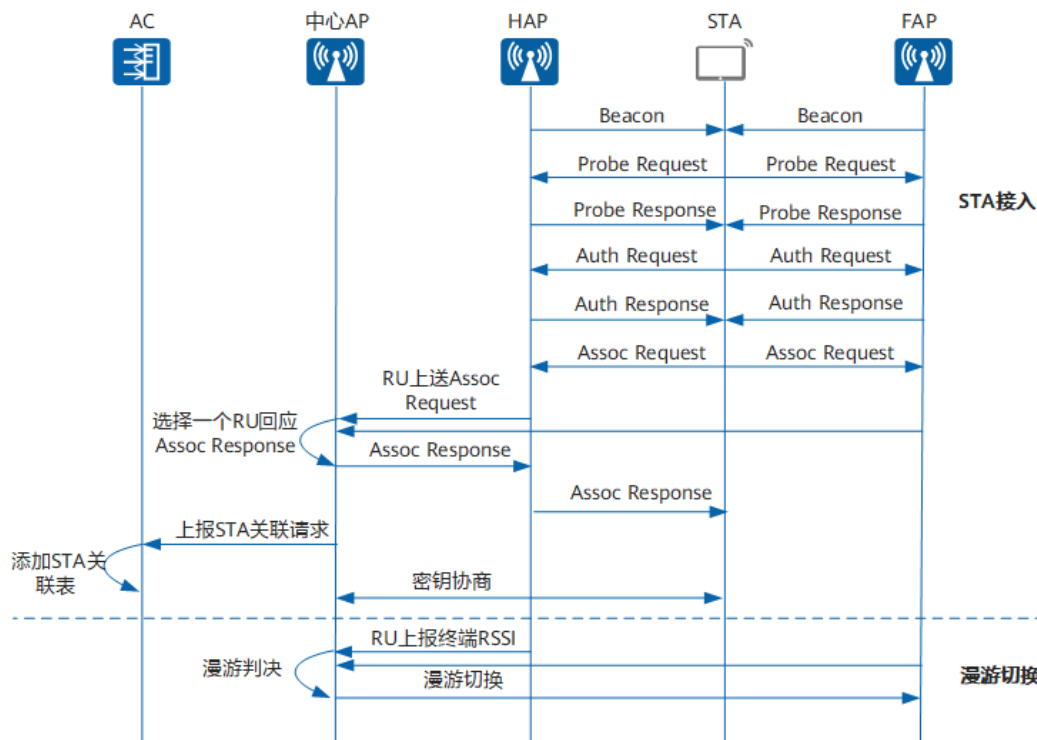 AC
中心AP
HAP
STA
FAP
Beacon
Beacon
Probe Request
Probe Request
STA接入
Probe Response
Probe Response
Auth Request
Auth Request
Auth Response
Auth Response
Assoc Request
Assoc Request
RU上送Assoc
Request
选择一个RU回应
Assoc Response
Assoc Response
Assoc Response
上报STA关联请求
添加STA关
联表
密钥协商
RU上报终端RSSI
漫游判决
漫游切换
漫游切换